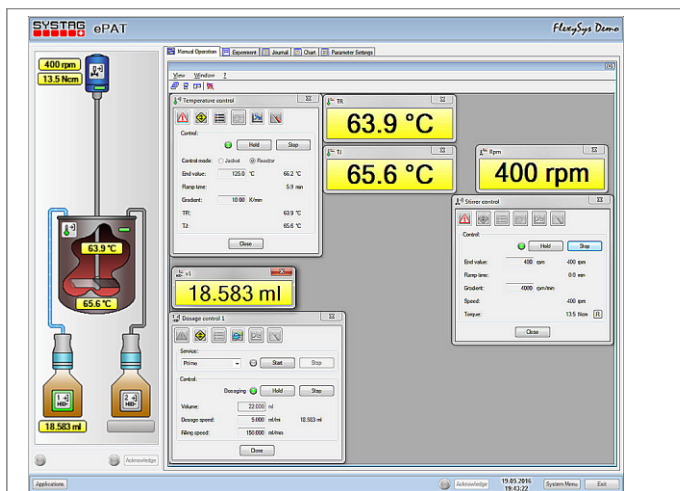 SYSTAG ePAT
FlexySys Demo
Manual Operation Experiment Journal Chart Parameter Settings
View Window ?
400 rpm
13.5 Ncm
63.9 °C
65.6 °C
1
2
18.583 ml
Acknowledge
Temperature control
Control:
Hold Stop
Control mode: Jacket Reactor
End value: 125.0 °C 66.2 °C
Ramp time: 5.9 min
Gradient: 10.00 K/min
TR: 63.9 °C
TJ: 65.6 °C
Close
TR
63.9 °C
TJ
65.6 °C
Rpm
400 rpm
Stirrer control
Control:
Hold Stop
End value: 400 rpm 400 rpm
Ramp time: 0.0 min
Gradient: 4000 rpm/min
Speed: 400 rpm
Torque: 13.5 Ncm R
Close
v1
18.583 ml
Dosage control 1
Service:
Prime Start Stop
Control:
Dosaging Hold Stop
Volume: 22.000 ml
Dosage speed: 5.000 ml/min 18.583 ml
Filling speed: 150.000 ml/min
Close
Applications
Acknowledge
19.05.2016
19:43:22
System Menu Exit